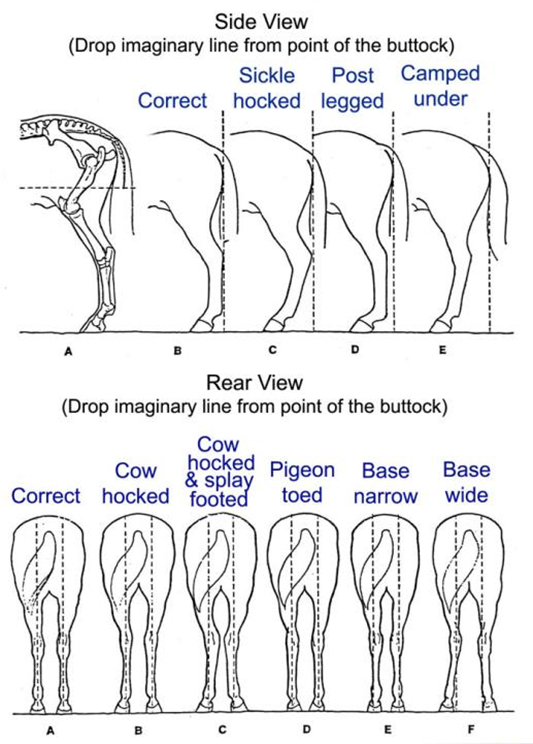 Side View
(Drop imaginary line from point of the buttock)
Correct
Sickle
hocked
Post
legged
Camped
under
A
B
C
D
E
Rear View
(Drop imaginary line from point of the buttock)
Correct
Cow
hocked
Cow
hocked
& splay
footed
Pigeon
toed
Base
narrow
Base
wide
A
B
C
D
E
F